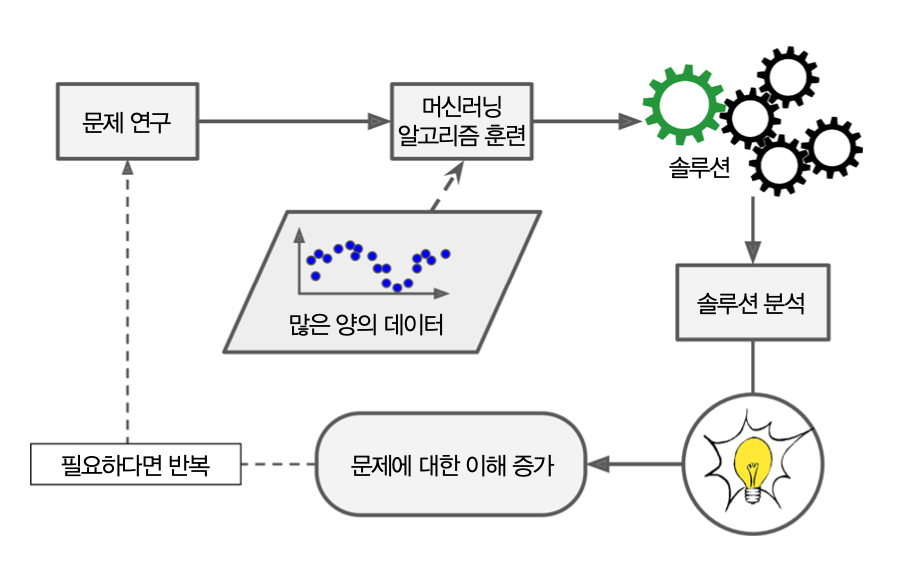 문제 연구
머신러닝
알고리즘 훈련
솔루션
많은 양의 데이터
솔루션 분석
문제에 대한 이해 증가
필요하다면 반복